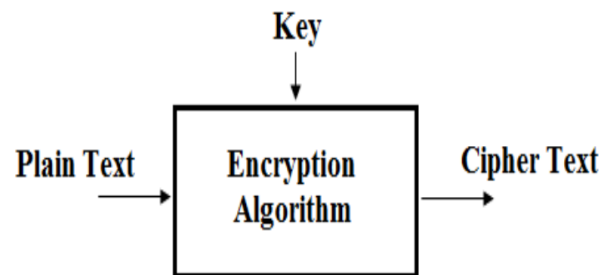 Key
Plain Text
Encryption
Algorithm
Cipher Text